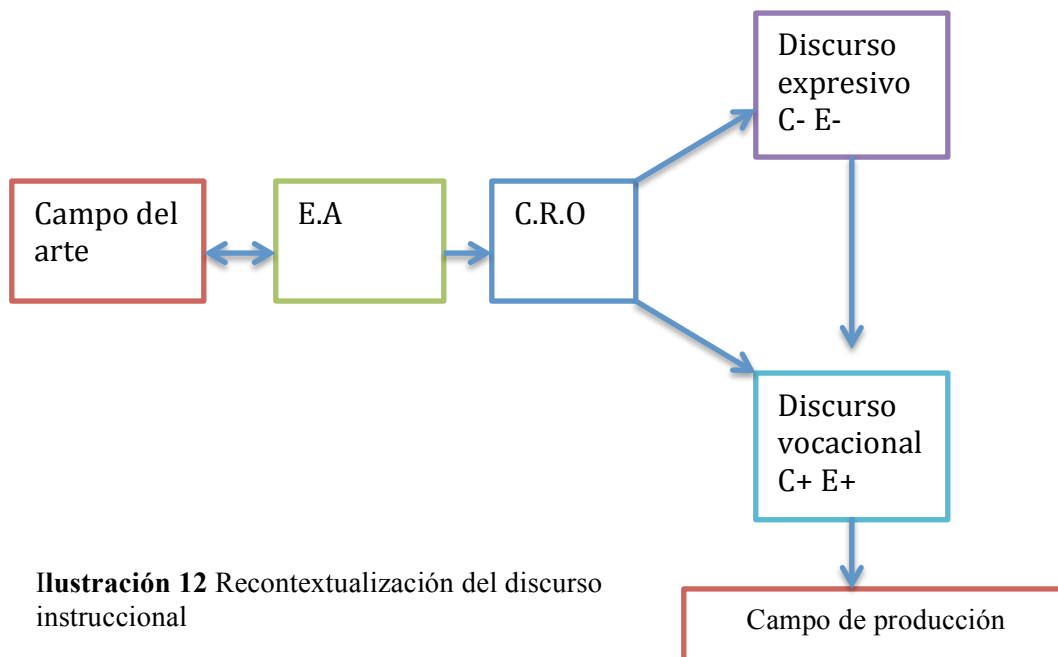 Discurso
expresivo
C- E-
Campo del
arte
E.A
C.R.O
Discurso
vocacional
C+ E+
Ilustración 12 Recontextualización del discurso
instruccional
Campo de producción